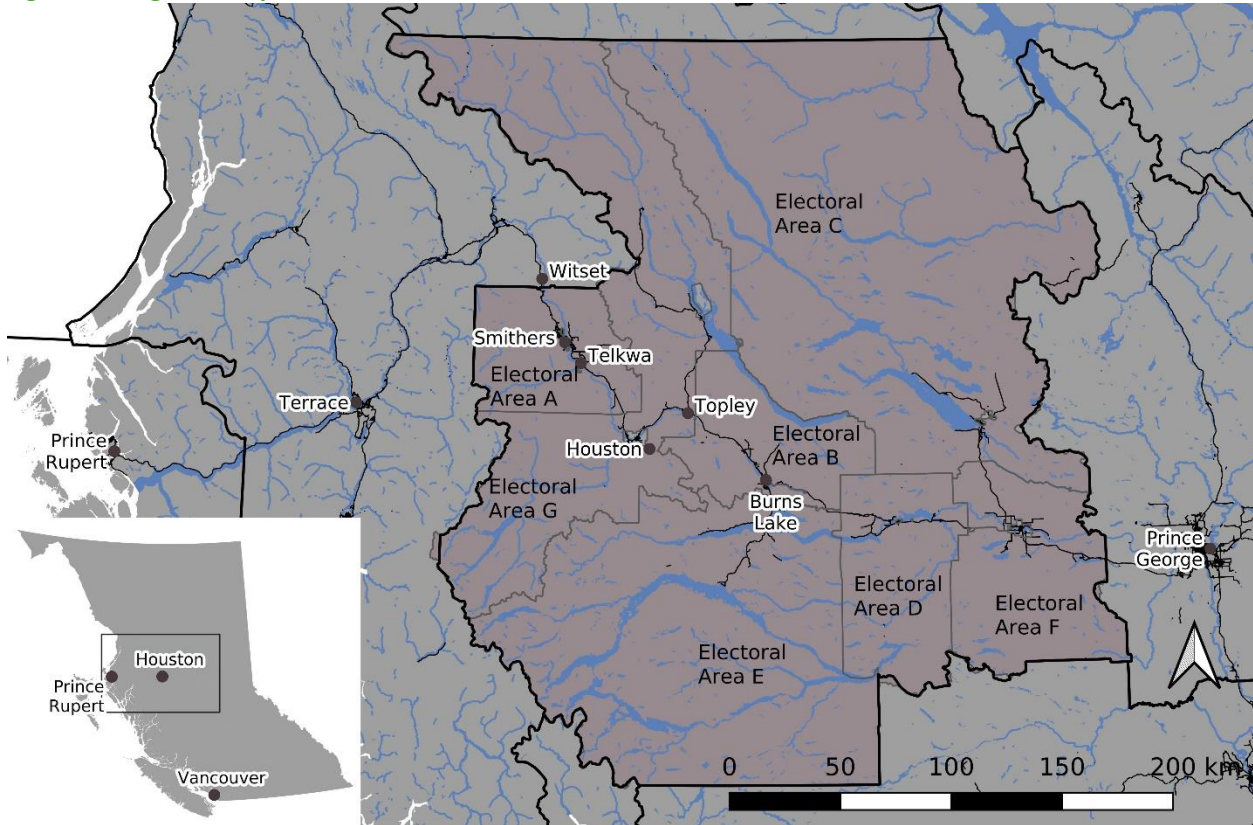 Electoral
Area C
Witset
Smithers
Telkwa
Electoral
Area A
Terrace
Topley
Prince
Rupert
Houston
Electoral
Area B
Electoral
Area G
Burns
Lake
Prince
George
Electoral
Area D
Electoral
Area F
Electoral
Area E
Houston
Prince
Rupert
Vancouver
0 50 100 150 200 km